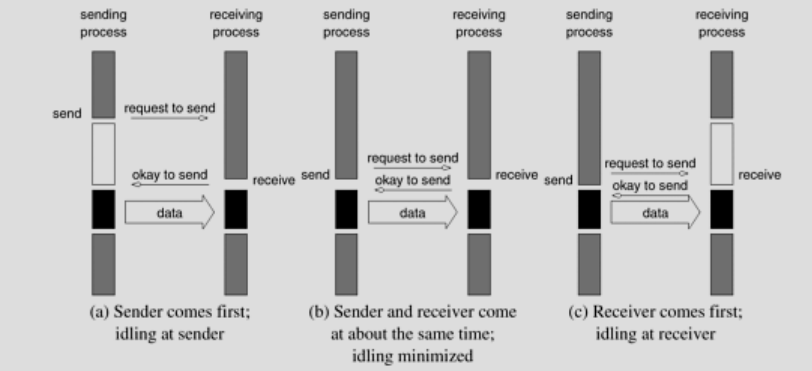 sending process
receiving process
sending process
receiving process
sending process
receiving process
send
request to send
okay to send
receive
data
send
request to send
okay to send
receive
data
send
request to send
okay to send
receive
data
(a) Sender comes first;
idling at sender
(b) Sender and receiver come
at about the same time;
idling minimized
(c) Receiver comes first;
idling at receiver